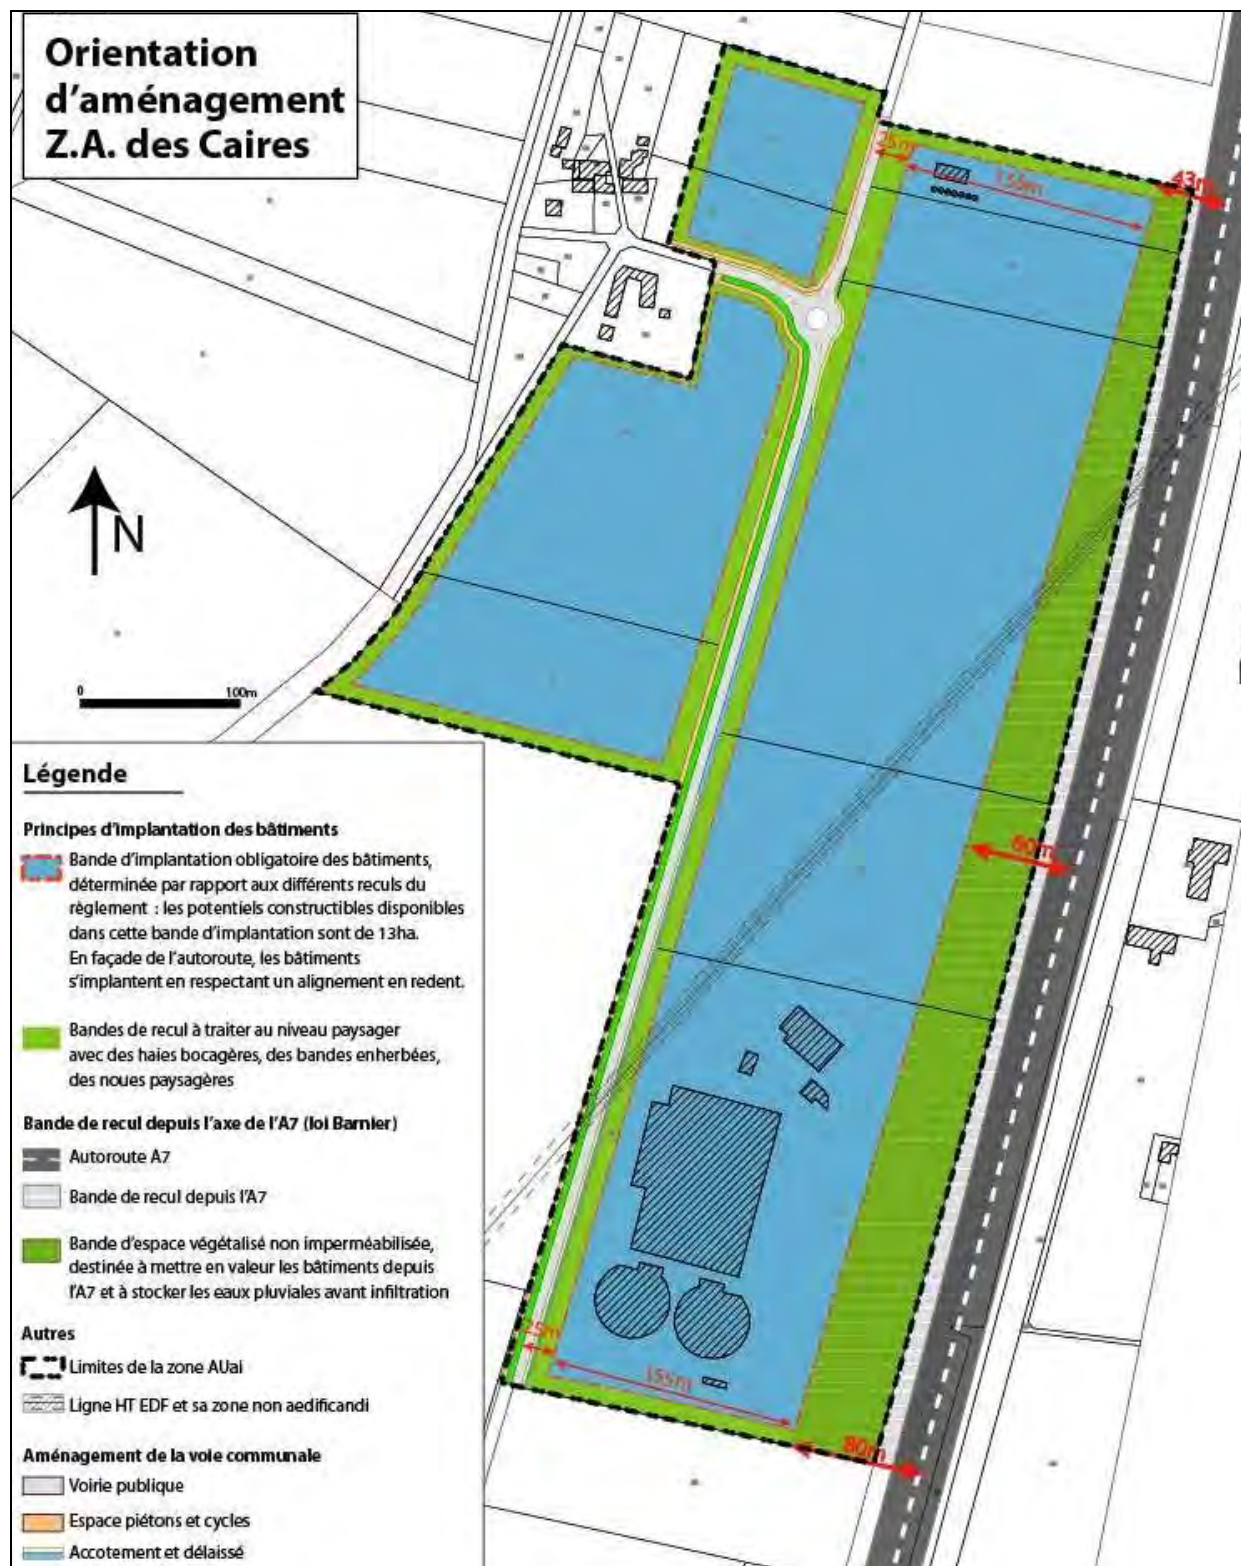 Orientation
d'aménagement
Z.A. des Caires
25m
155m
43m
N
0
100m
60m
25m
155m
80m
Légende
Principes d'implantation des bâtiments
Bande d'implantation obligatoire des bâtiments,
déterminée par rapport aux différents reculs du
règlement : les potentiels constructibles disponibles
dans cette bande d'implantation sont de 13ha.
En façade de l'autoroute, les bâtiments
s'implantent en respectant un alignement en redent.
Bandes de recul à traiter au niveau paysager
avec des haies bocagères, des bandes enherbées,
des noues paysagères
Bande de recul depuis l'axe de l'A7 (loi Barnier)
Autoroute A7
Bande de recul depuis l'A7
Bande d'espace végétalisé non imperméabilisée,
destinée à mettre en valeur les bâtiments depuis
l'A7 et à stocker les eaux pluviales avant infiltration
Autres
Limites de la zone AUai
Ligne HT EDF et sa zone non aedificandi
Aménagement de la voie communale
Voirie publique
Espace piétons et cycles
Accotement et délaissé